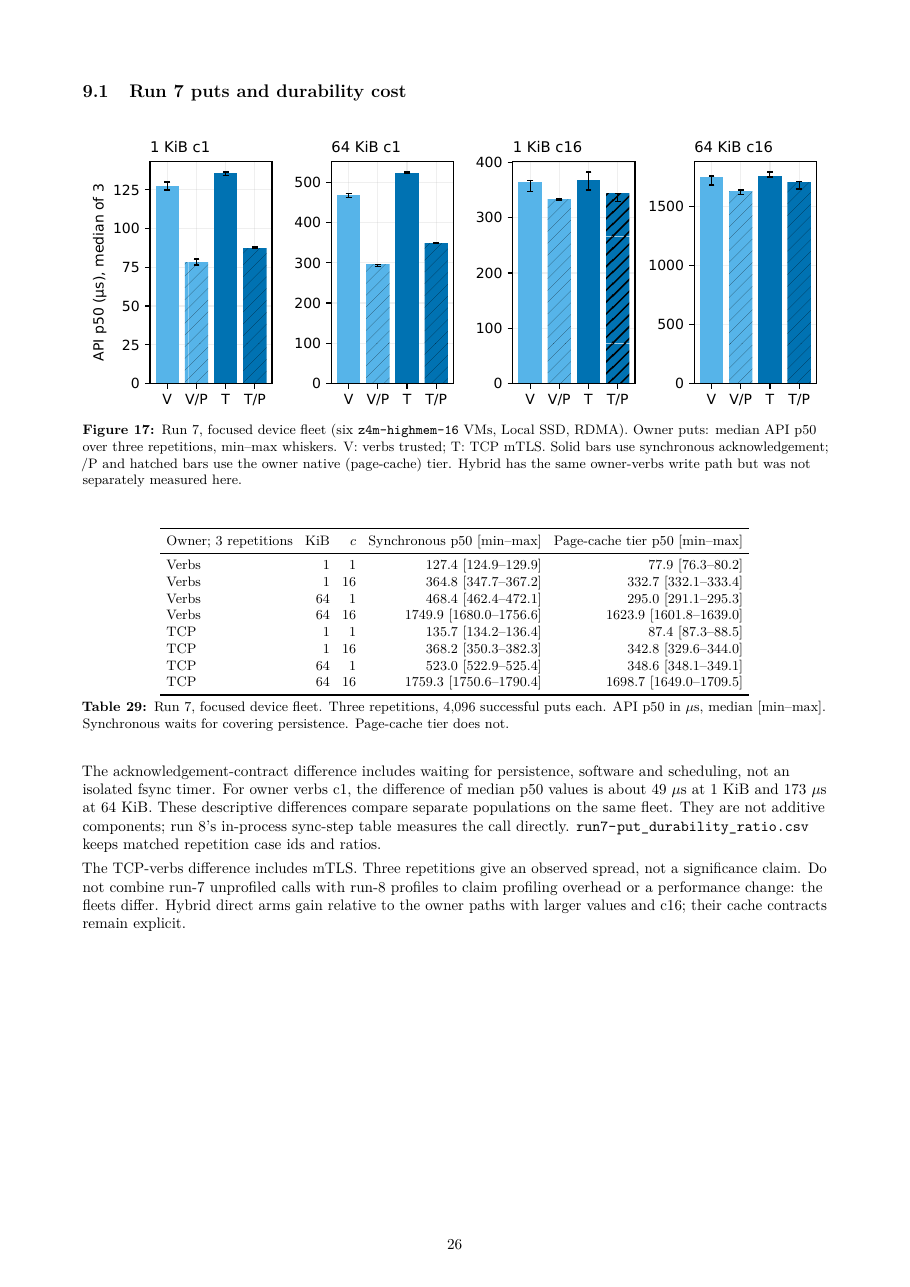 9.1 Run 7 puts and durability cost
1 KiB c1
64 KiB c1
1 KiB c16
64 KiB c16
API p50 (µs), median of 3
125
100
75
50
25
0
V V/P T T/P
500
400
300
200
100
0
V V/P T T/P
400
300
200
100
0
V V/P T T/P
1500
1000
500
0
V V/P T T/P
Figure 17: Run 7, focused device fleet (six z4m-highmem-16 VMs, Local SSD, RDMA). Owner puts: median API p50
over three repetitions, min–max whiskers. V: verbs trusted; T: TCP mTLS. Solid bars use synchronous acknowledgement;
/P and hatched bars use the owner native (page-cache) tier. Hybrid has the same owner-verbs write path but was not
separately measured here.
Owner; 3 repetitions KiB c Synchronous p50 [min–max] Page-cache tier p50 [min–max]
Verbs 1 1 127.4 [124.9–129.9] 77.9 [76.3–80.2]
Verbs 1 16 364.8 [347.7–367.2] 332.7 [332.1–333.4]
Verbs 64 1 468.4 [462.4–472.1] 295.0 [291.1–295.3]
Verbs 64 16 1749.9 [1680.0–1756.6] 1623.9 [1601.8–1639.0]
TCP 1 1 135.7 [134.2–136.4] 87.4 [87.3–88.5]
TCP 1 16 368.2 [350.3–382.3] 342.8 [329.6–344.0]
TCP 64 1 523.0 [522.9–525.4] 348.6 [348.1–349.1]
TCP 64 16 1759.3 [1750.6–1790.4] 1698.7 [1649.0–1709.5]
Table 29: Run 7, focused device fleet. Three repetitions, 4,096 successful puts each. API p50 in µs, median [min–max].
Synchronous waits for covering persistence. Page-cache tier does not.
The acknowledgement-contract difference includes waiting for persistence, software and scheduling, not an
isolated fsync timer. For owner verbs c1, the difference of median p50 values is about 49 µs at 1 KiB and 173 µs
at 64 KiB. These descriptive differences compare separate populations on the same fleet. They are not additive
components; run 8's in-process sync-step table measures the call directly. run7-put_durability_ratio.csv
keeps matched repetition case ids and ratios.
The TCP-verbs difference includes mTLS. Three repetitions give an observed spread, not a significance claim. Do
not combine run-7 unprofiled calls with run-8 profiles to claim profiling overhead or a performance change: the
fleets differ. Hybrid direct arms gain relative to the owner paths with larger values and c16; their cache contracts
remain explicit.
26